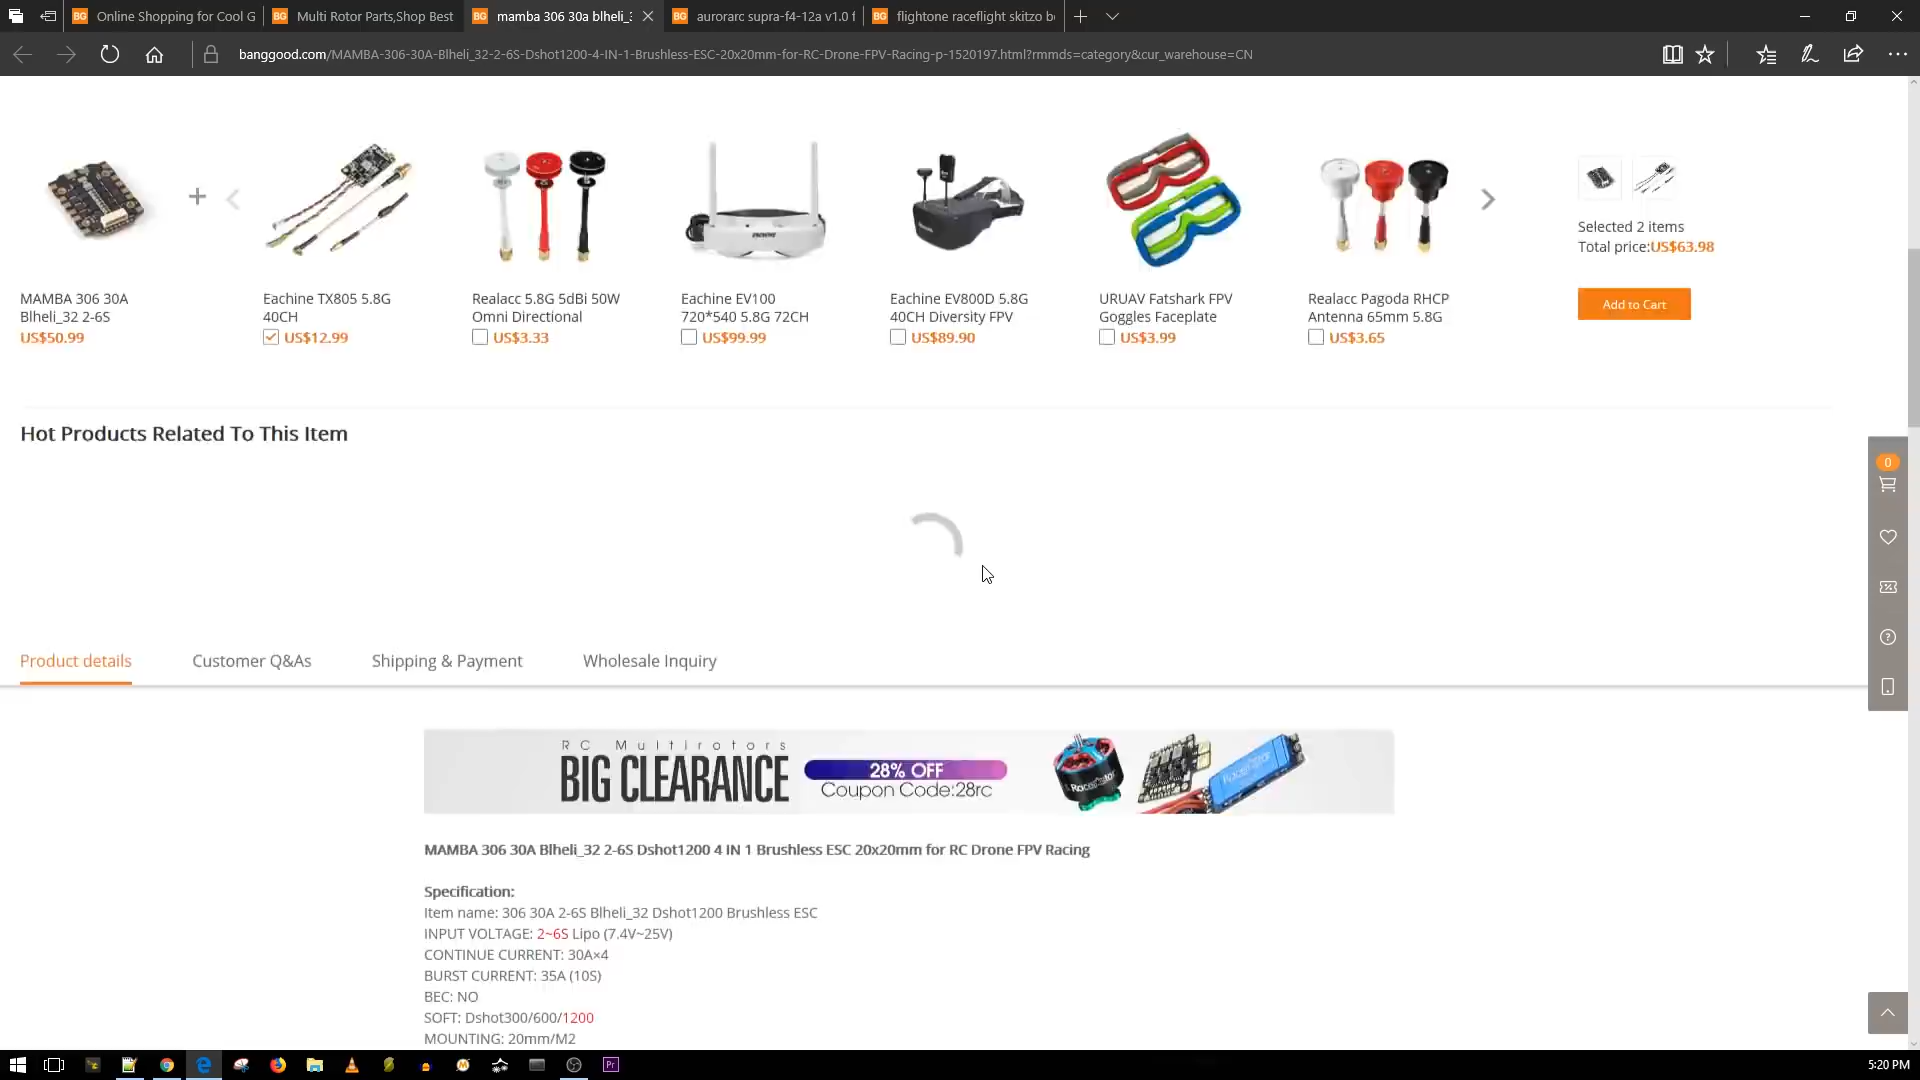 BG Online Shopping for Cool G
BG Multi Rotor Parts,Shop Best
BG mamba 306 30a blheli_3
BG aurorarc supra-f4-12a v1.0 f
BG flightone raceflight skitzo b
banggood.com/MAMBA-306-30A-Blheli_32-2-6S-Dshot1200-4-IN-1-Brushless-ESC-20x20mm-for-RC-Drone-FPV-Racing-p-1520197.html?rmmds=category&cur_warehouse=CN
MAMBA 306 30A
Blheli_32 2-6S
US$50.99
Eachine TX805 5.8G
40CH
US$12.99
Realacc 5.8G 5dBi 50W
Omni Directional
US$3.33
Eachine EV100
720*540 5.8G 72CH
US$99.99
Eachine EV800D 5.8G
40CH Diversity FPV
US$89.90
URUAV Fatshark FPV
Goggles Faceplate
US$3.99
Realacc Pagoda RHCP
Antenna 65mm 5.8G
US$3.65
Selected 2 items
Total price:US$63.98
Add to Cart
Hot Products Related To This Item
0
Product details
Customer Q&As
Shipping & Payment
Wholesale Inquiry
RC Multirotors
BIG CLEARANCE
28% OFF
Coupon Code:28rc
MAMBA 306 30A Blheli_32 2-6S Dshot1200 4 IN 1 Brushless ESC 20x20mm for RC Drone FPV Racing
Specification:
Item name: 306 30A 2-6S Blheli_32 Dshot1200 Brushless ESC
INPUT VOLTAGE: 2~6S Lipo (7.4V~25V)
CONTINUE CURRENT: 30A×4
BURST CURRENT: 35A (10S)
BEC: NO
SOFT: Dshot300/600/1200
MOUNTING: 20mm/M2
Pr
5:20 PM